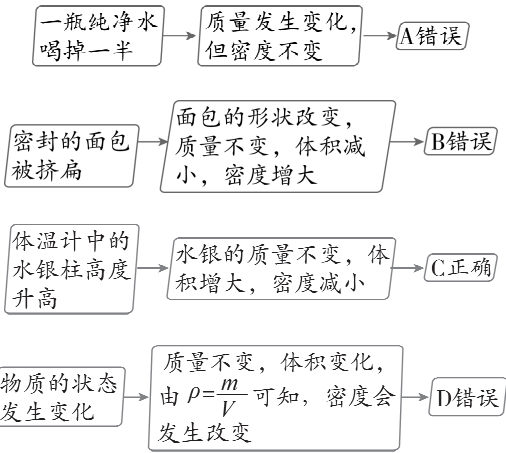 一瓶纯净水
喝掉一半
质量发生变化，
但密度不变
A错误
密封的面包
被挤扁
面包的形状改变，
质量不变，体积减
小，密度增大
B错误
体温计中的
水银柱高度
升高
水银的质量不变，体
积增大，密度减小
C正确
物质的状态
发生变化
质量不变，体积变化，
由ρ=m/V可知，密度会
发生改变
D错误